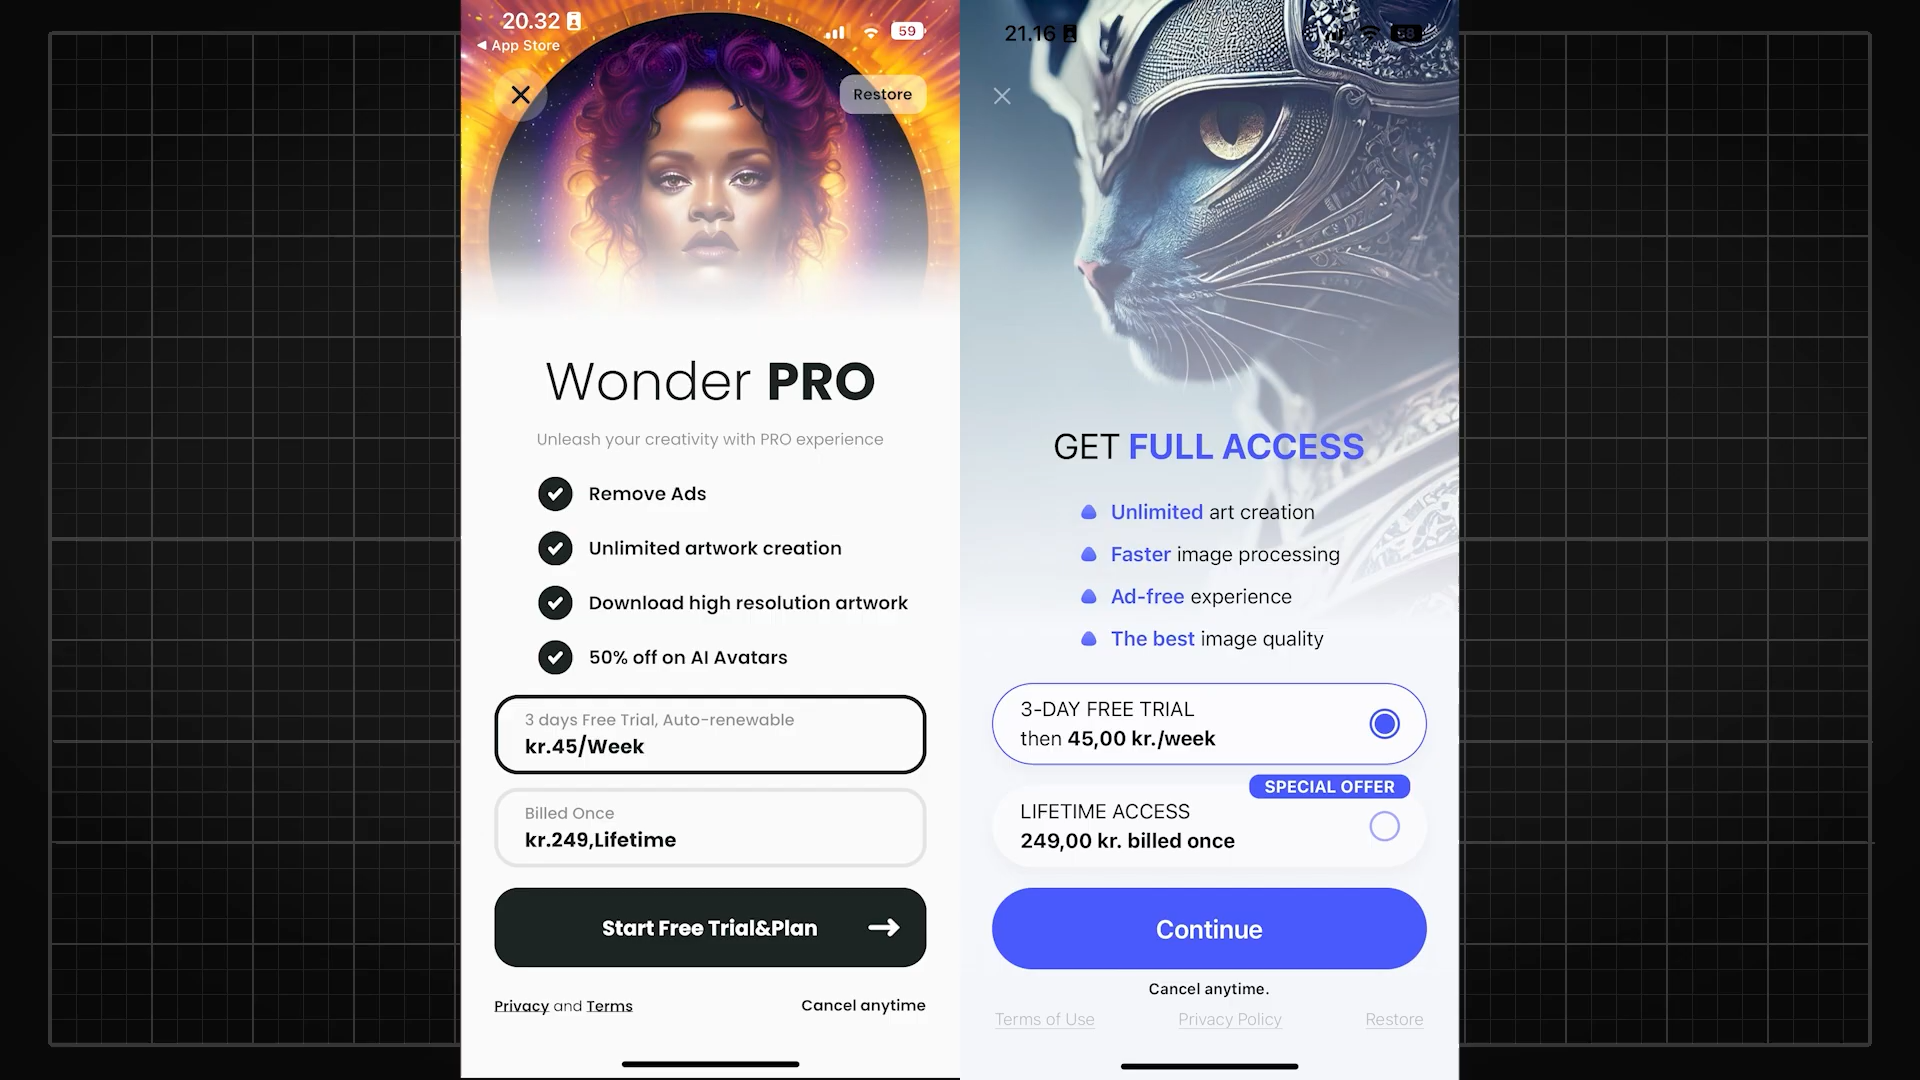 20.32
App Store
59
Restore
Wonder PRO
Unleash your creativity with PRO experience
Remove Ads
Unlimited artwork creation
Download high resolution artwork
50% off on AI Avatars
3 days Free Trial, Auto-renewable
kr.45/Week
Billed Once
kr.249,Lifetime
Start Free Trial&Plan
Privacy and Terms
Cancel anytime
21.16
58
GET FULL ACCESS
Unlimited art creation
Faster image processing
Ad-free experience
The best image quality
3-DAY FREE TRIAL
then 45,00 kr./week
SPECIAL OFFER
LIFETIME ACCESS
249,00 kr. billed once
Continue
Cancel anytime.
Terms of Use
Privacy Policy
Restore